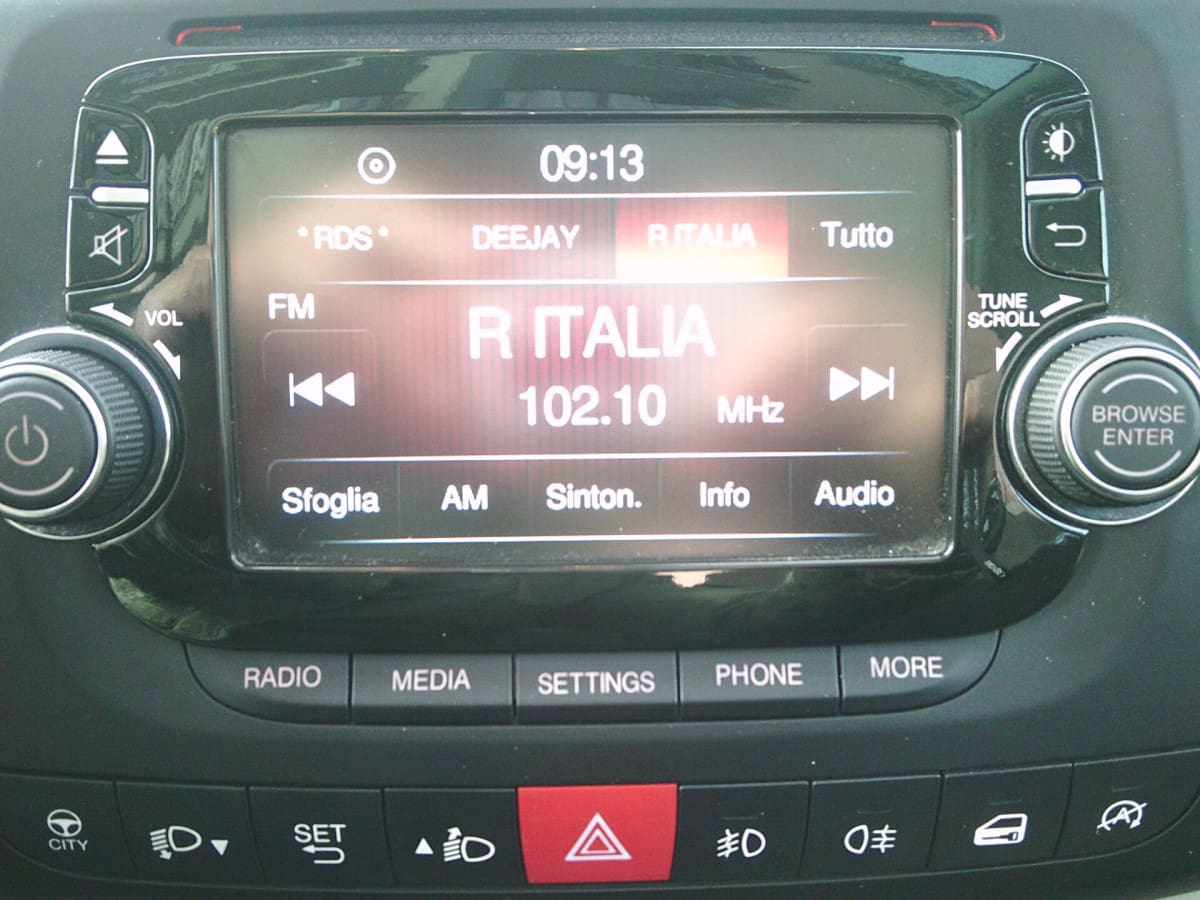 09:13
*RDS* DEEJAY R ITALIA Tutto
FM
R ITALIA
102.10 MHz
Sfoglia AM Sinton. Info Audio
VOL
TUNE
SCROLL
BROWSE
ENTER
RADIO MEDIA SETTINGS PHONE MORE
CITY
SET
A